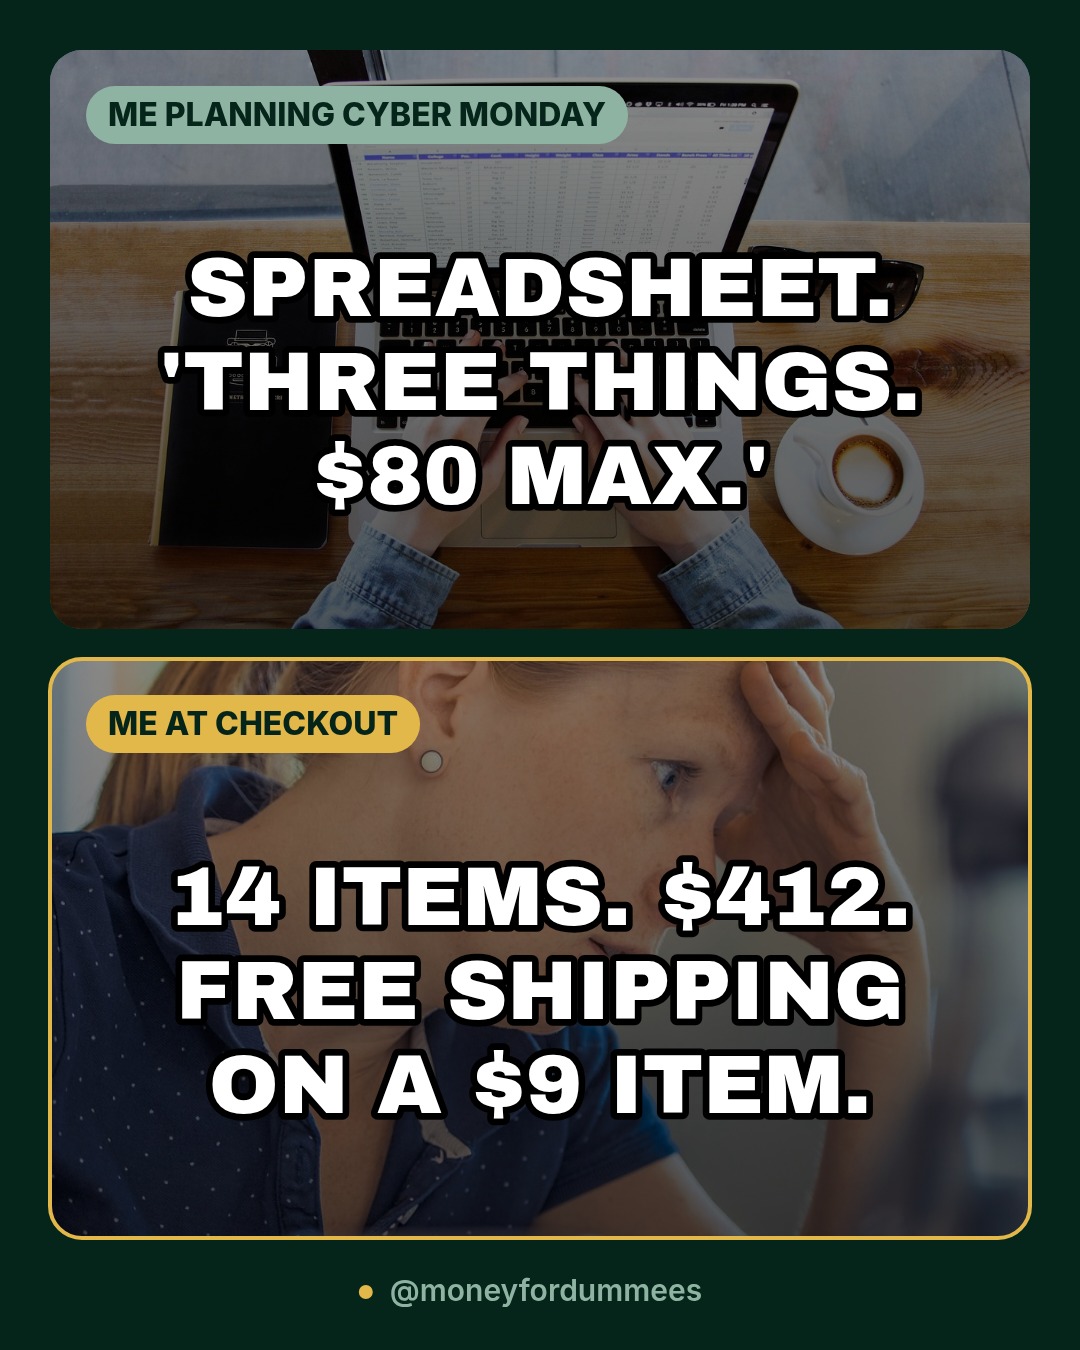 ME PLANNING CYBER MONDAY
SPREADSHEET.
'THREE THINGS.
$80 MAX.'
ME AT CHECKOUT
14 ITEMS. $412.
FREE SHIPPING
ON A $9 ITEM.
@moneyfordummees